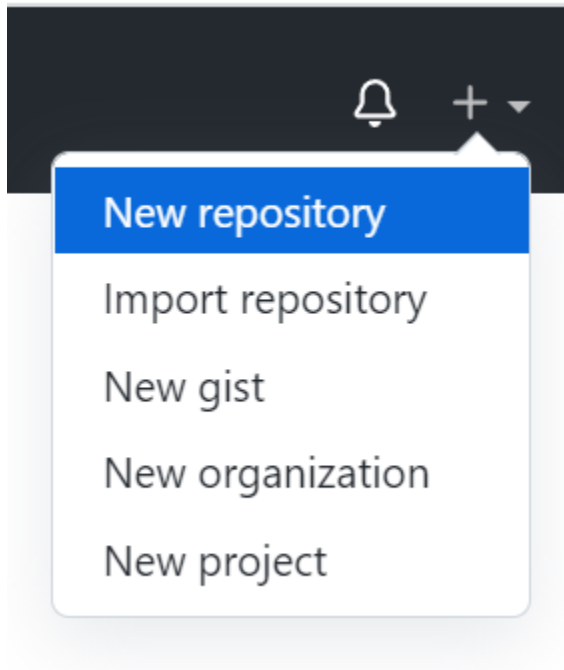 New repository
Import repository
New gist
New organization
New project